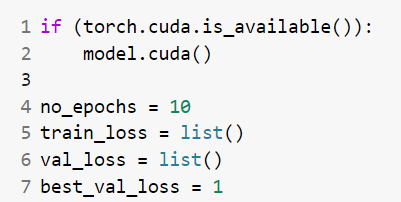 1 if (torch.cuda.is_available()):
2     model.cuda()
3
4 no_epochs = 10
5 train_loss = list()
6 val_loss = list()
7 best_val_loss = 1